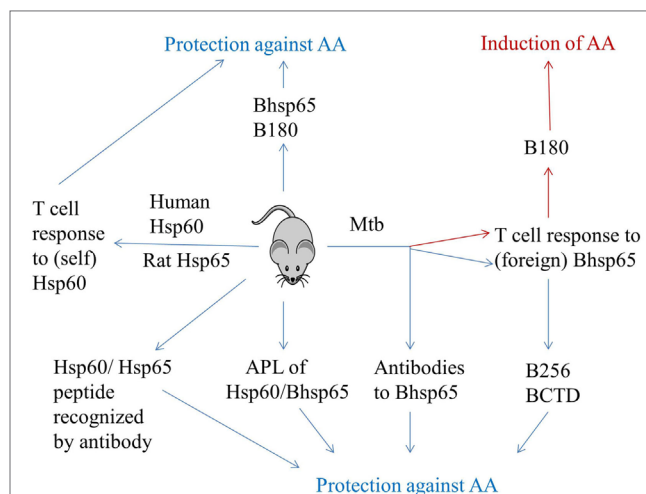 Protection against AA
Induction of AA
Bhsp65
B180
B180
T cell
response
to (self)
Hsp60
Human
Hsp60
Rat Hsp65
Mtb
T cell response to
(foreign) Bhsp65
Hsp60/ Hsp65
peptide
recognized
by antibody
APL of
Hsp60/Bhsp65
Antibodies
to Bhsp65
B256
BCTD
Protection against AA